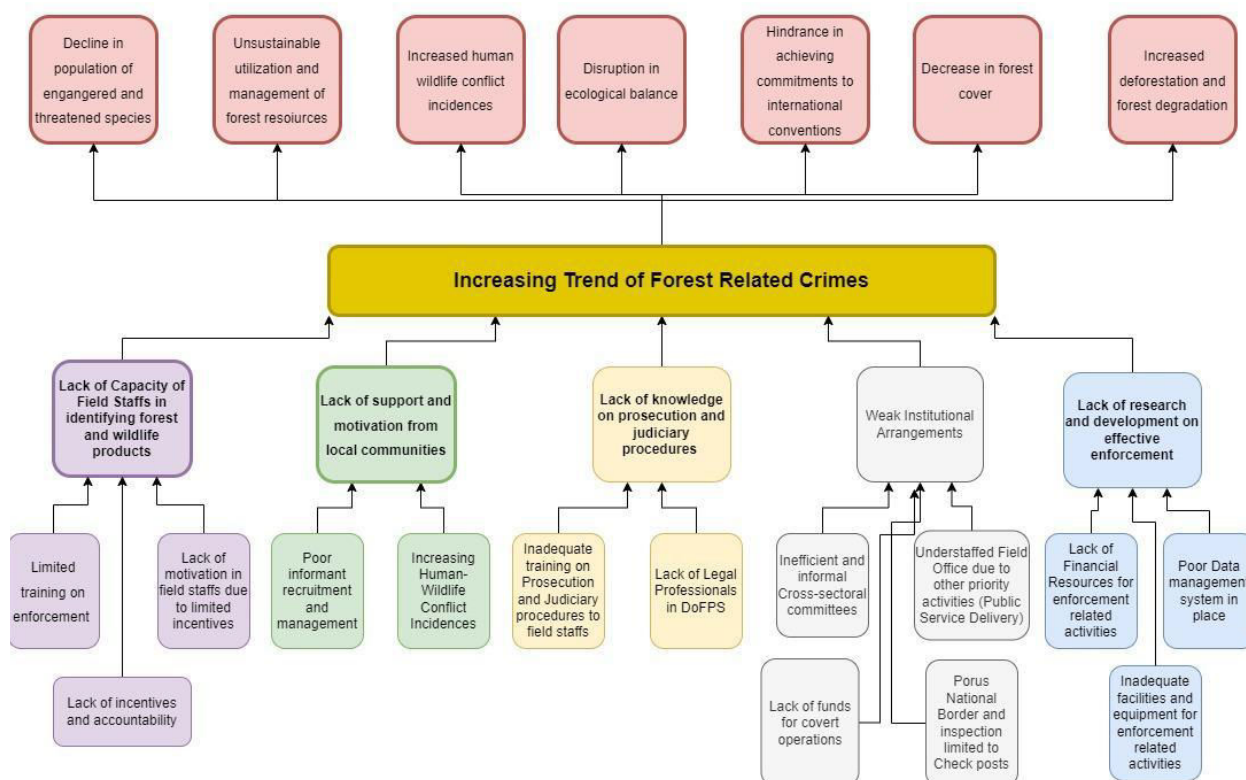 Decline in
population of
engangered and
threatened species
Unsustainable
utilization and
management of
forest resoiurces
Increased human
wildlife conflict
incidences
Disruption in
ecological balance
Hindrance in
achieving
commitments to
international
conventions
Decrease in forest
cover
Increased
deforestation and
forest degradation
Increasing Trend of Forest Related Crimes
Lack of Capacity of
Field Staffs in
identifying forest
and wildlife
products
Lack of support and
motivation from
local communities
Lack of knowledge
on prosecution and
judiciary
procedures
Weak Institutional
Arrangements
Lack of research
and development on
effective
enforcement
Limited
training on
enforcement
Lack of
motivation in
field staffs due
to limited
incentives
Poor
informant
recruitment
and
management
Increasing
Human-
Wildlife
Conflict
Incidences
Inadequate
training on
Prosecution
and Judiciary
procedures to
field staffs
Lack of Legal
Professionals
in DoFPS
Inefficient and
informal
Cross-sectoral
committees
Understaffed Field
Office due to
other priority
activities (Public
Service Delivery)
Lack of
Financial
Resources for
enforcement
related
activities
Poor Data
management
system in
place
Lack of incentives
and accountability
Lack of funds
for covert
operations
Porus
National
Border and
inspection
limited to
Check posts
Inadequate
facilities and
equipment for
enforcement
related
activities